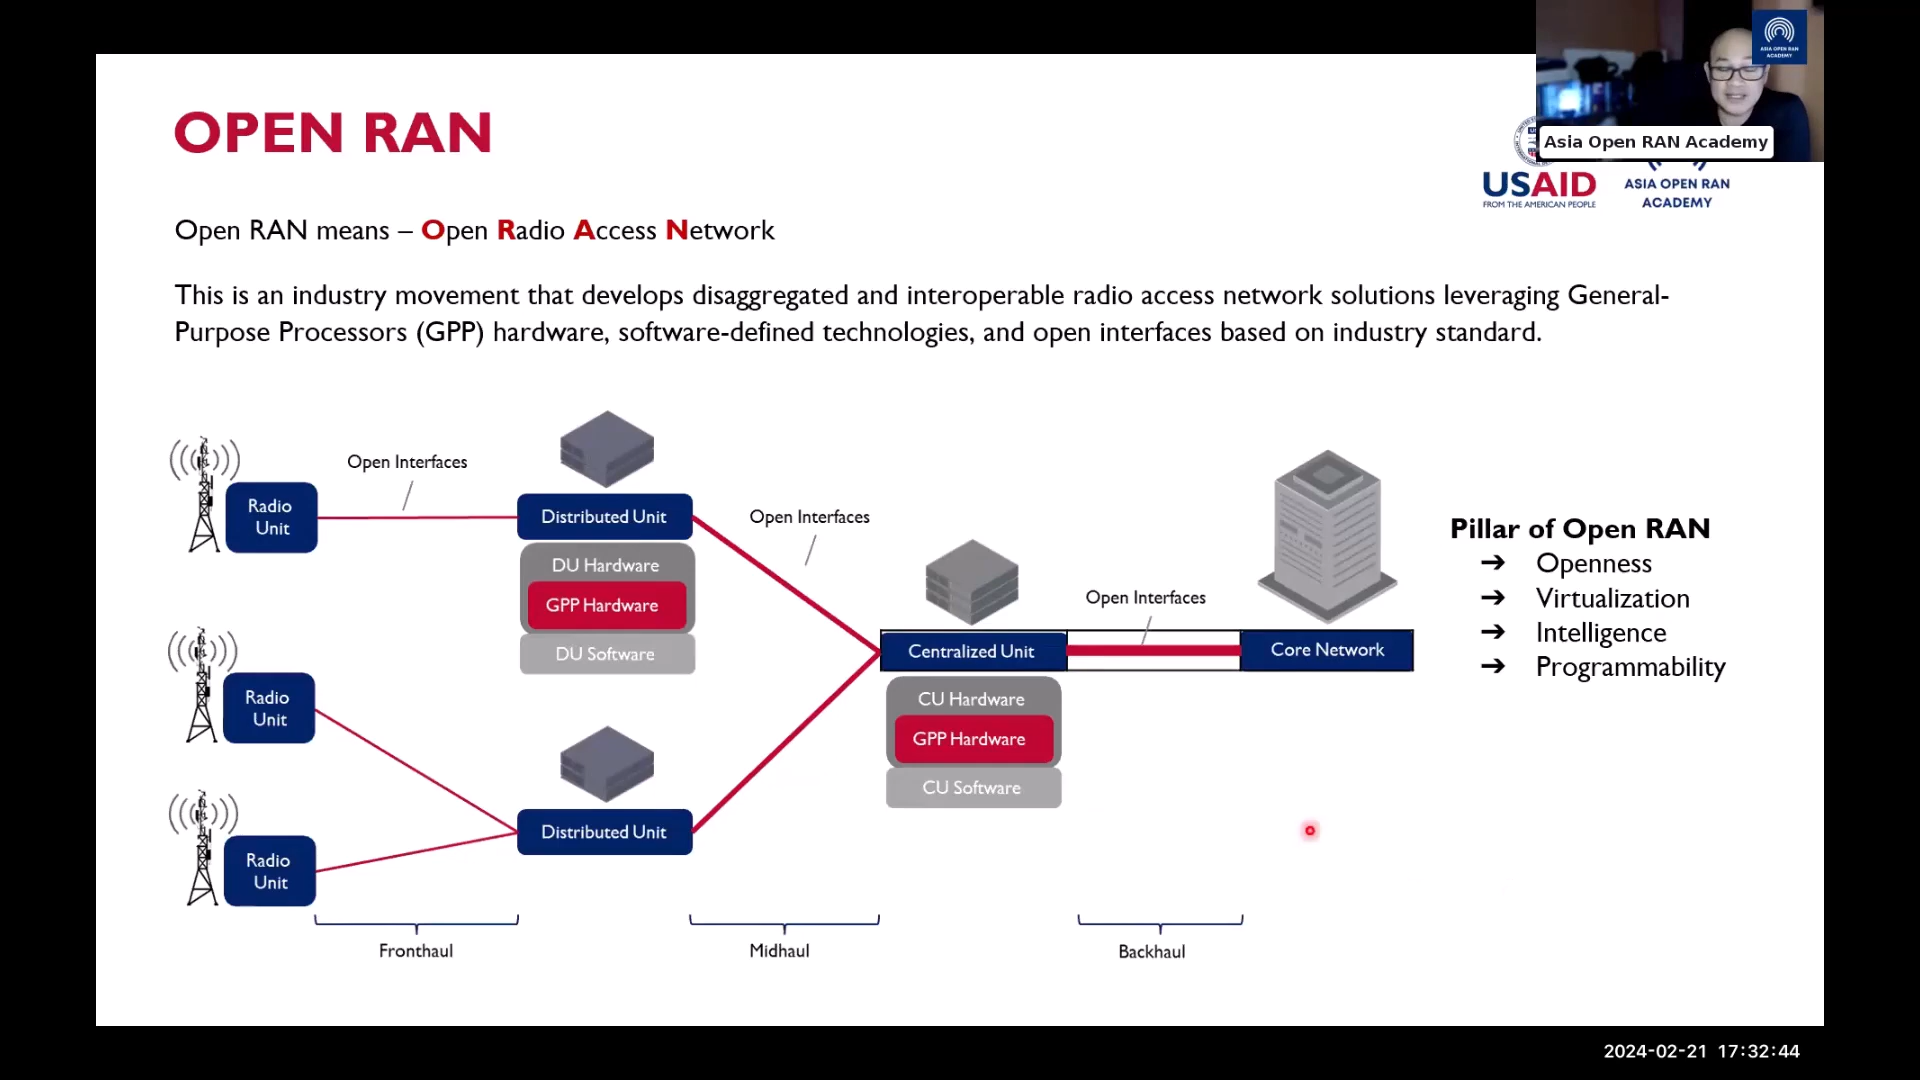 OPEN RAN
ASIA OPEN RAN
ACADEMY
Asia Open RAN Academy
USAID
FROM THE AMERICAN PEOPLE
ASIA OPEN RAN
ACADEMY
Open RAN means – Open Radio Access Network
This is an industry movement that develops disaggregated and interoperable radio access network solutions leveraging General-
Purpose Processors (GPP) hardware, software-defined technologies, and open interfaces based on industry standard.
Radio
Unit
Open Interfaces
Distributed Unit
DU Hardware
GPP Hardware
DU Software
Open Interfaces
Radio
Unit
Radio
Unit
Distributed Unit
Centralized Unit
CU Hardware
GPP Hardware
CU Software
Open Interfaces
Core Network
Pillar of Open RAN
➔ Openness
➔ Virtualization
➔ Intelligence
➔ Programmability
Fronthaul
Midhaul
Backhaul
2024-02-21 17:32:44